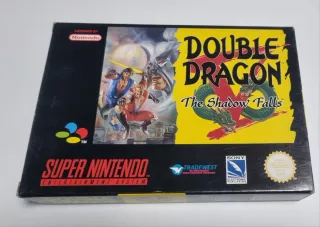 LICENSED BY
Nintendo
DOUBLE
DRAGON
The Shadow Falls
SUPER NINTENDO
ENTERTAINMENT SYSTEM
TRADEWEST